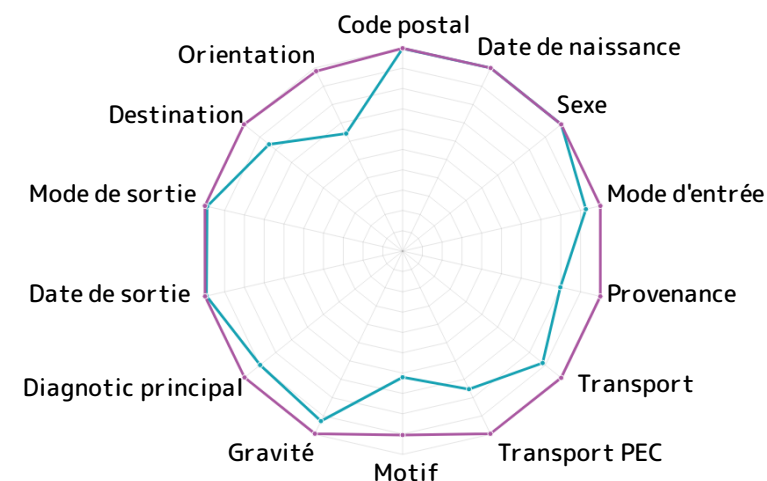 Code postal
Date de naissance
Sexe
Mode d'entrée
Provenance
Transport
Transport PEC
Motif
Gravité
Diagnotic principal
Date de sortie
Mode de sortie
Destination
Orientation